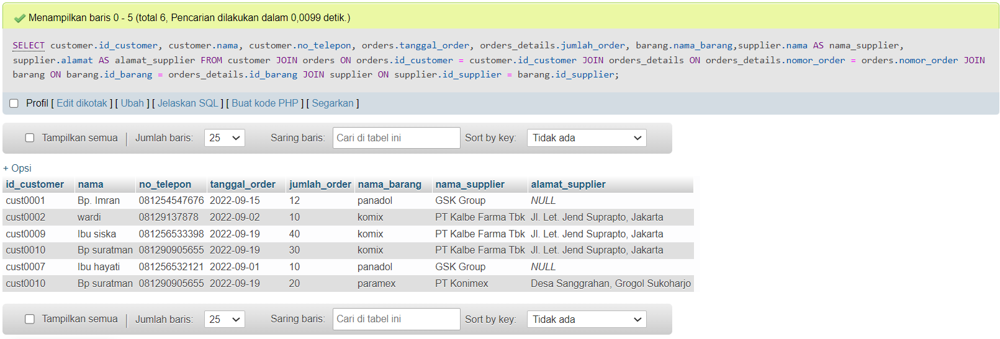 Menampilkan baris 0 - 5 (total 6, Pencarian dilakukan dalam 0,0099 detik.)
SELECT customer.id_customer, customer.nama, customer.no_telepon, orders.tanggal_order, orders_details.jumlah_order, barang.nama_barang,supplier.nama AS nama_supplier,
supplier.alamat AS alamat_supplier FROM customer JOIN orders ON orders.id_customer = customer.id_customer JOIN orders_details ON orders_details.nomor_order = orders.nomor_order JOIN
barang ON barang.id_barang = orders_details.id_barang JOIN supplier ON supplier.id_supplier = barang.id_supplier;
Profil [ Edit dikotak ] [ Ubah ] [ Jelaskan SQL ] [ Buat kode PHP ] [ Segarkan ]
Tampilkan semua | Jumlah baris: 25 Saring baris: Cari di tabel ini Sort by key: Tidak ada
+ Opsi
id_customer nama no_telepon tanggal_order jumlah_order nama_barang nama_supplier alamat_supplier
cust0001 Bp. Imran 081254547676 2022-09-15 12 panadol GSK Group NULL
cust0002 wardi 08129137878 2022-09-02 10 komix PT Kalbe Farma Tbk Jl. Let. Jend Suprapto, Jakarta
cust0009 Ibu siska 081256533398 2022-09-19 40 komix PT Kalbe Farma Tbk Jl. Let. Jend Suprapto, Jakarta
cust0010 Bp suratman 081290905655 2022-09-19 30 komix PT Kalbe Farma Tbk Jl. Let. Jend Suprapto, Jakarta
cust0007 Ibu hayati 081256532121 2022-09-01 10 panadol GSK Group NULL
cust0010 Bp suratman 081290905655 2022-09-19 20 paramex PT Konimex Desa Sanggrahan, Grogol Sukoharjo
Tampilkan semua | Jumlah baris: 25 Saring baris: Cari di tabel ini Sort by key: Tidak ada